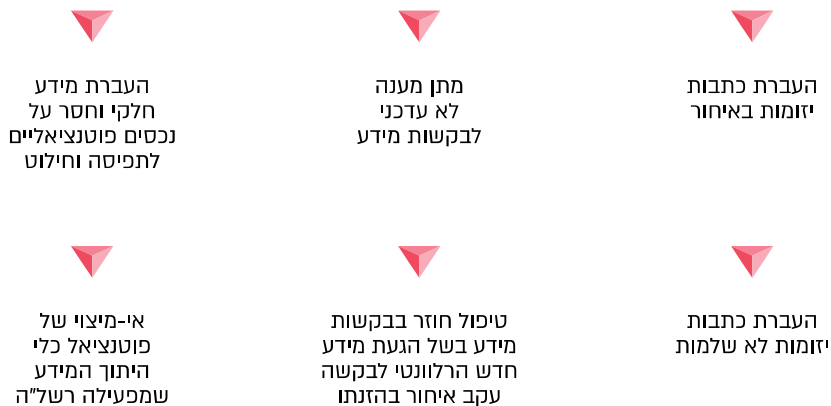 העברת כתבות
יזומות באיחור
מתן מענה
לא עדכני
לבקשות מידע
העברת מידע
חלקי וחסר על
נכסים פוטנציאליים
לתפיסה וחילוט
העברת כתבות
יזומות לא שלמות
טיפול חוזר בבקשות
מידע בשל הגעת מידע
חדש הרלוונטי לבקשה
עקב איחור בהזנתו
אי-מיצוי של
פוטנציאל כלי
היתוך המידע
שמפעילה רשל"ה